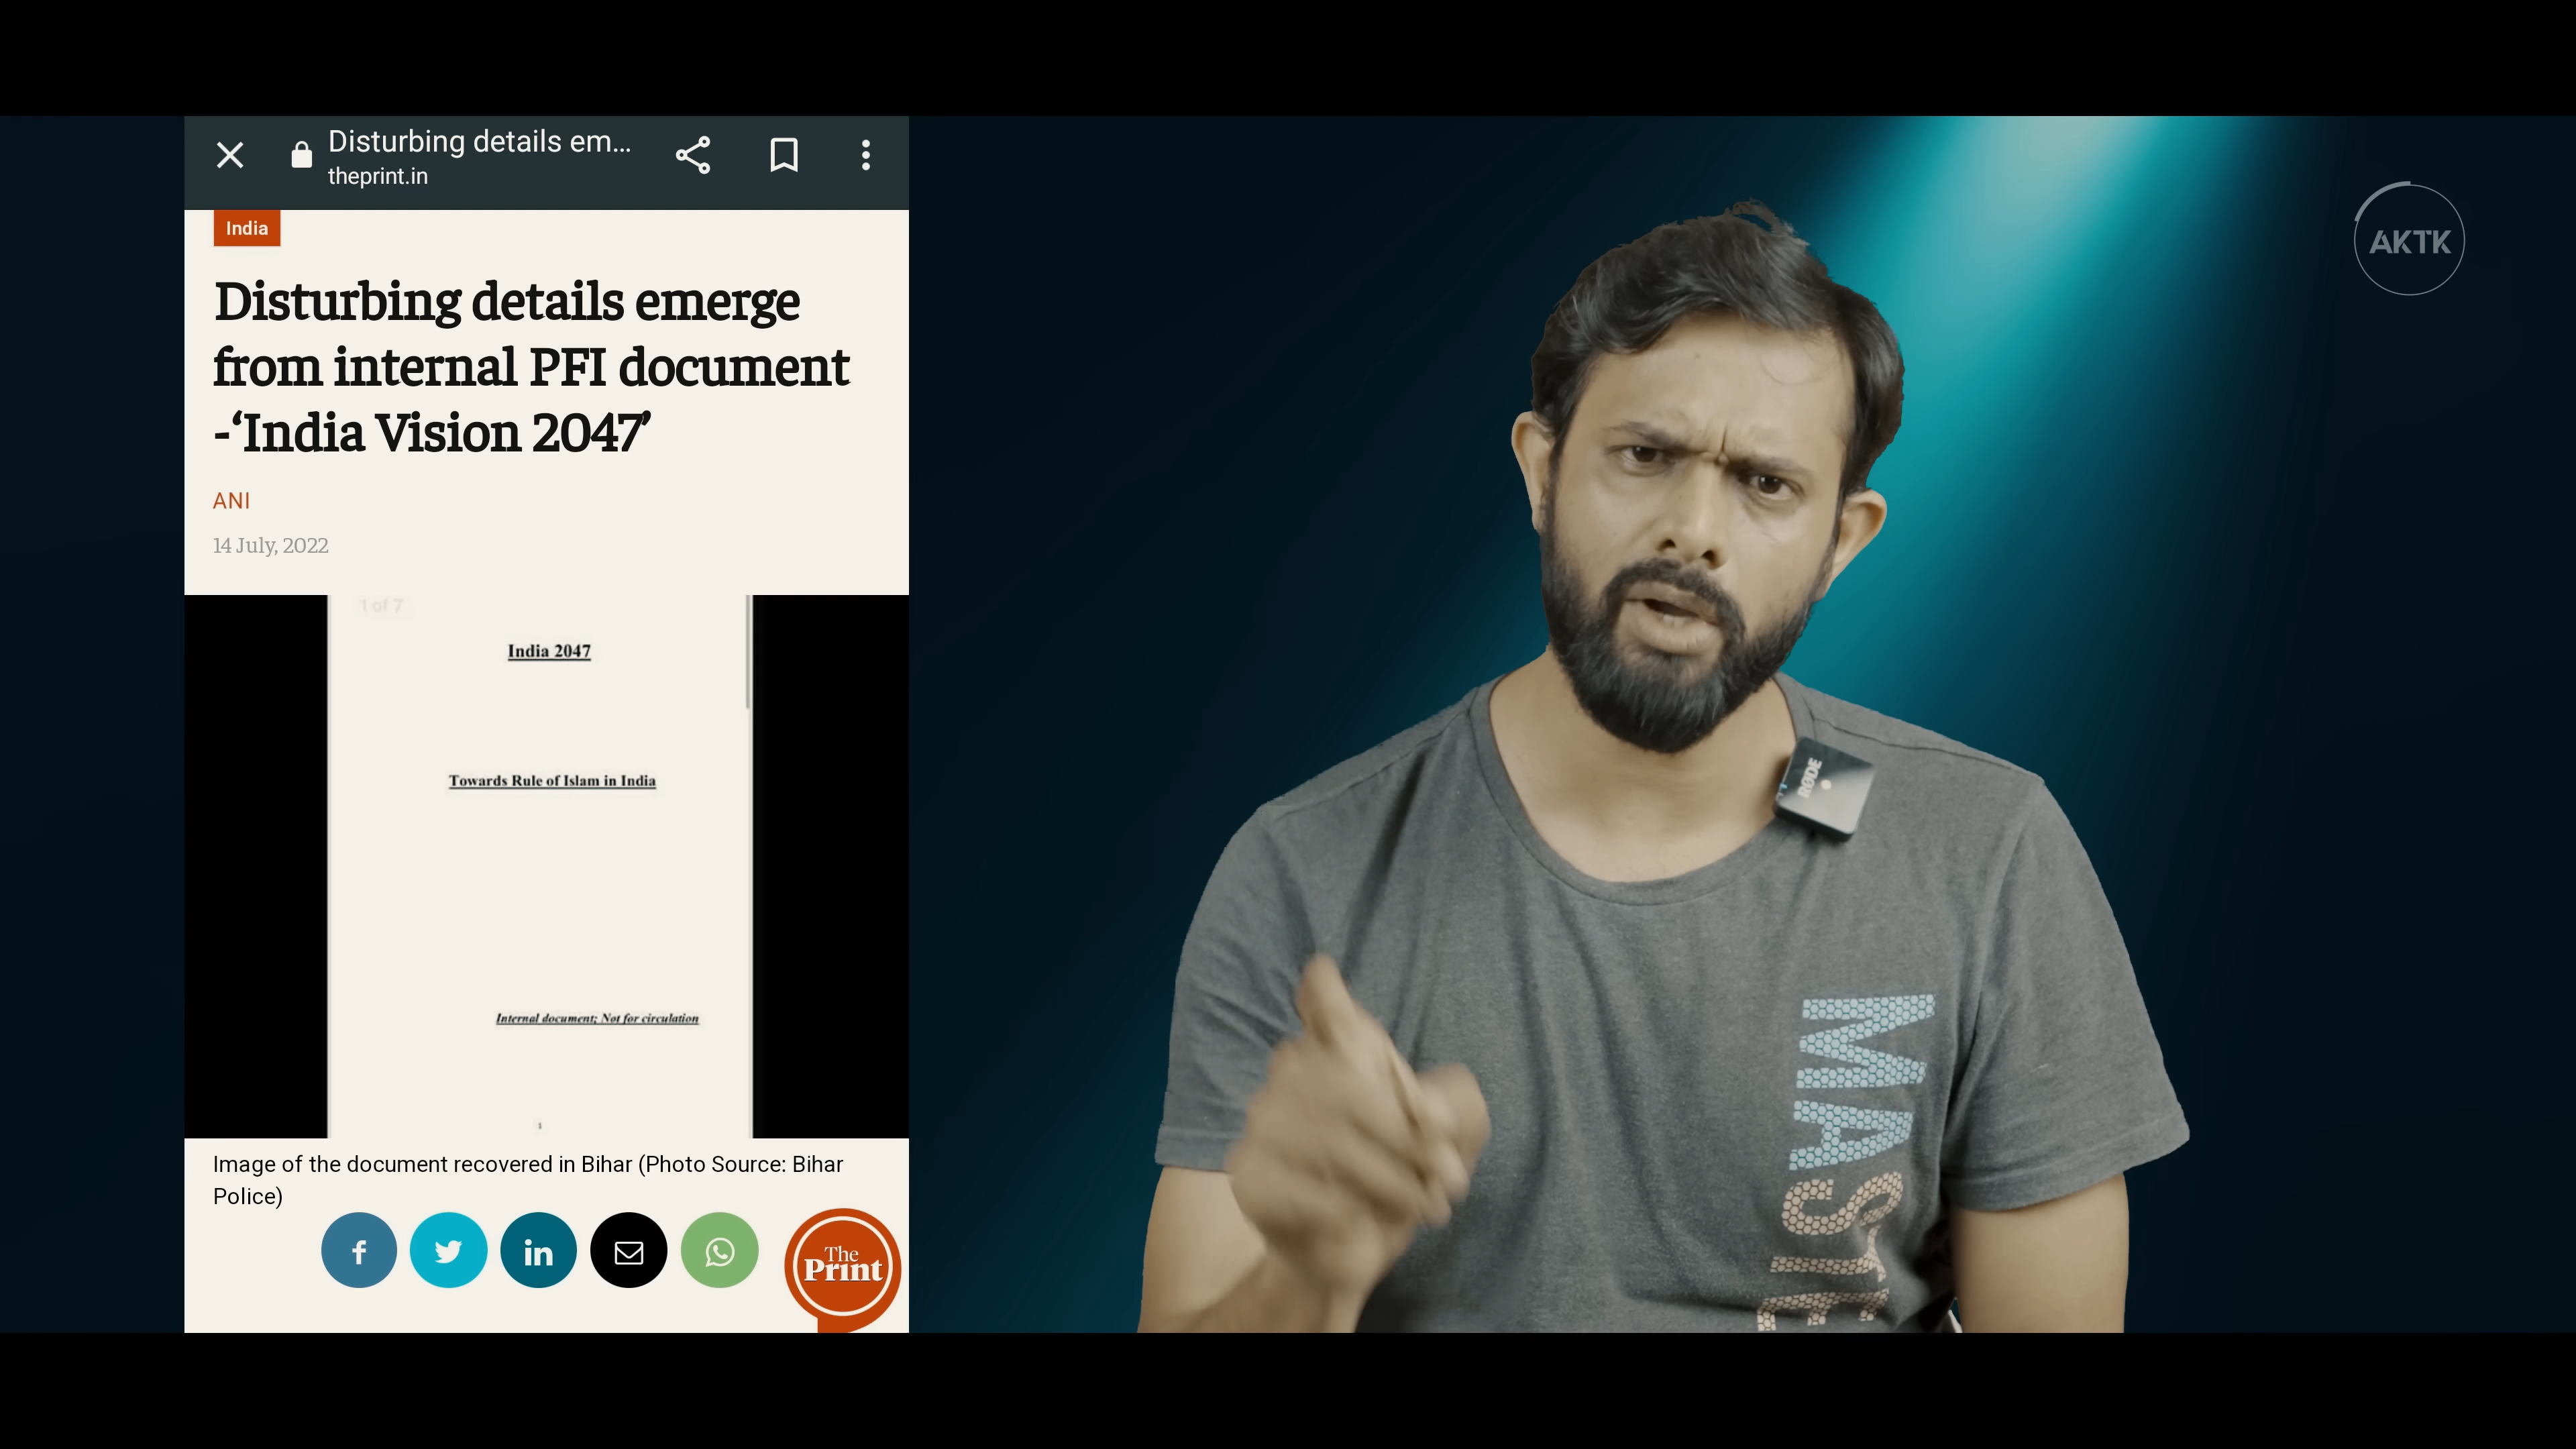 Disturbing details em...
theprint.in
India
Disturbing details emerge
from internal PFI document
-‘India Vision 2047’
ANI
14 July, 2022
1 of 7
India 2047
Towards Rule of Islam in India
Internal document; Not for circulation
1
Image of the document recovered in Bihar (Photo Source: Bihar
Police)
f
in
The
Print
AKTK
RØDE
MASTE